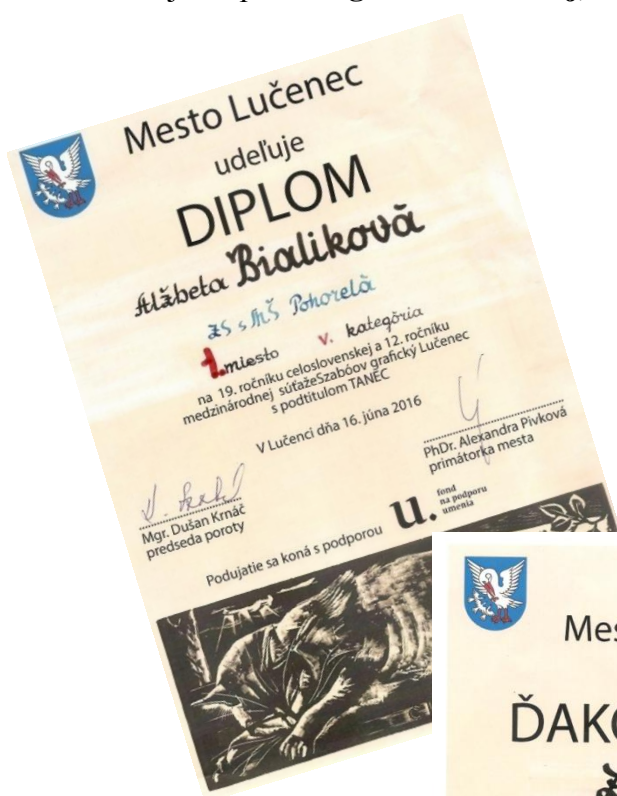 Mesto Lučenec
udeľuje
DIPLOM
Alžbeta Bialiková
ZŠ s MŠ Pohorelá
1. miesto v. kategória
na 19. ročníku celoslovenskej a 12. ročníku
medzinárodnej súťažeSzabóov grafický Lučenec
s podtitulom TANEC
V Lučenci dňa 16. júna 2016
PhDr. Alexandra Pivková
primátorka mesta
Mgr. Dušan Krnáč
predseda poroty
Podujatie sa koná s podporou u. fond
na podporu
umenia